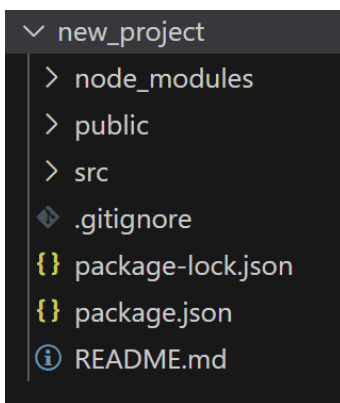 new_project
node_modules
public
src
.gitignore
package-lock.json
package.json
README.md